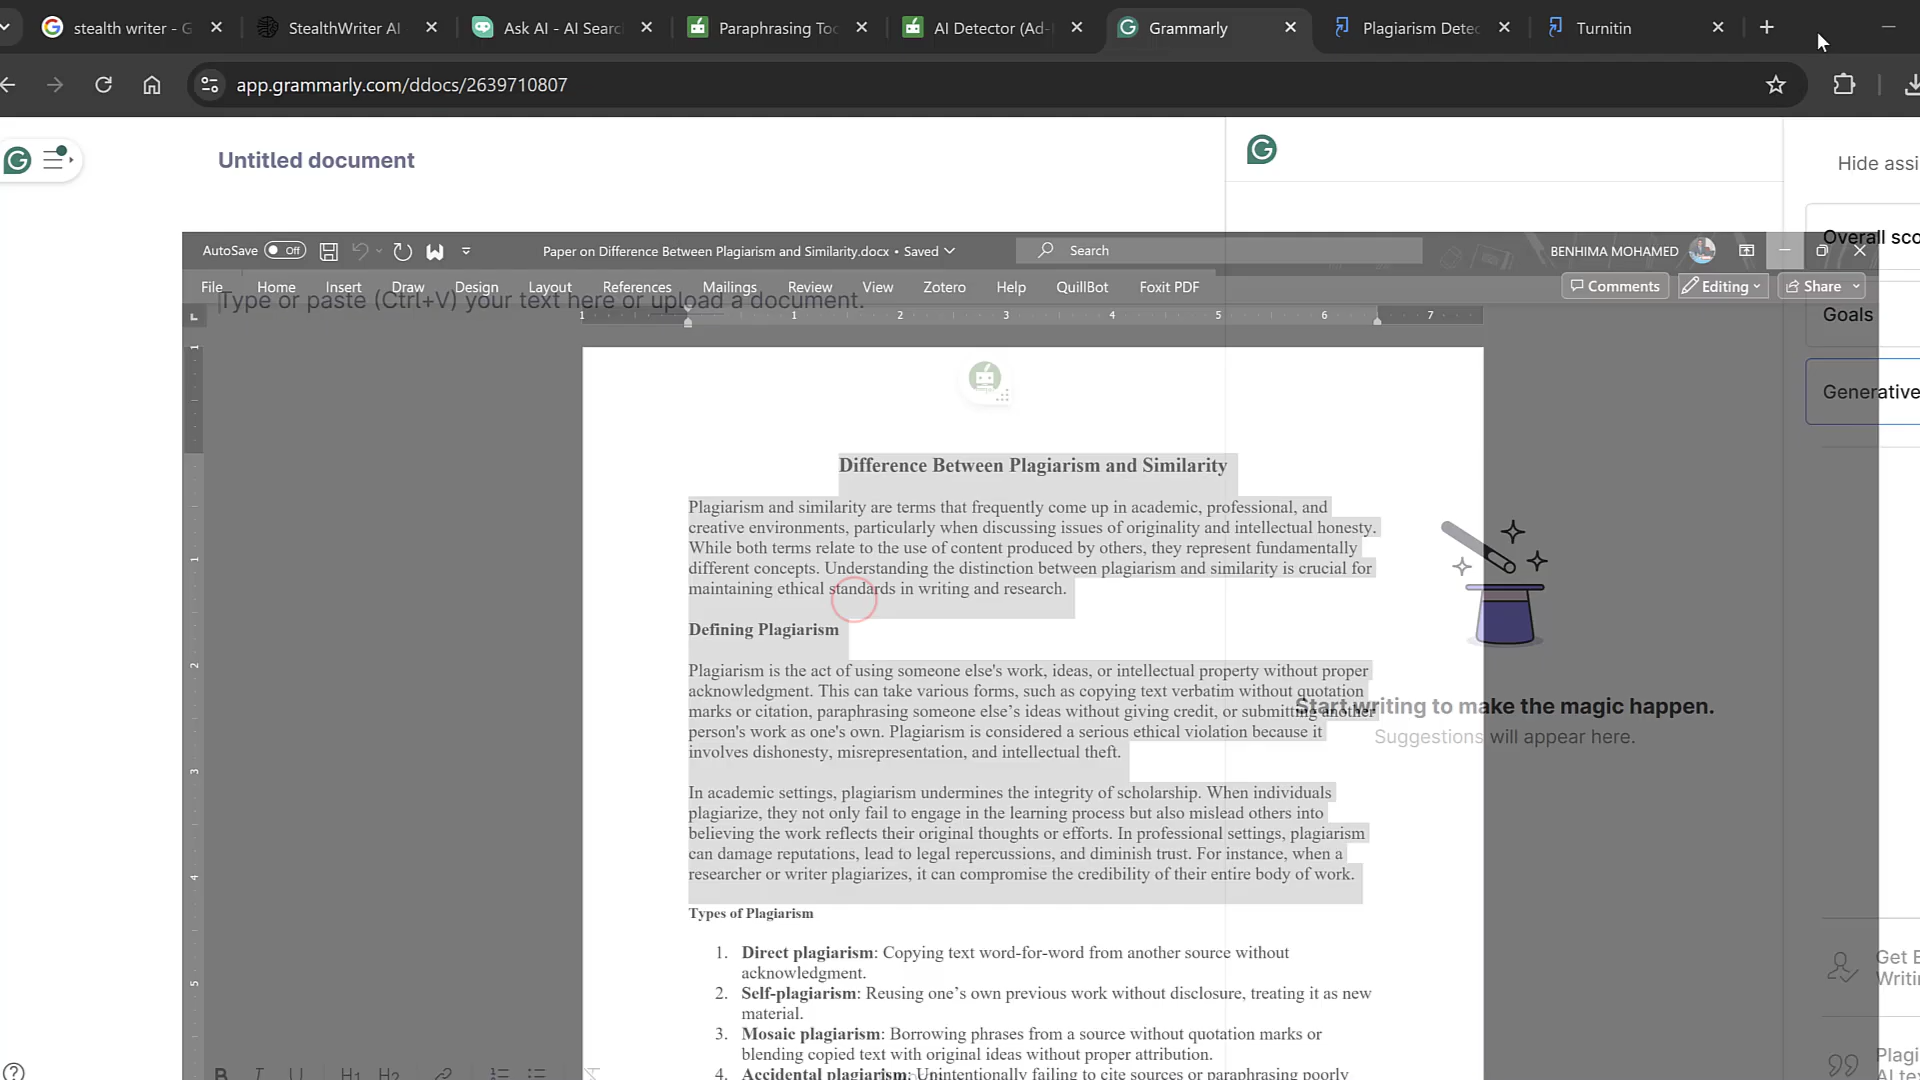 stealth writer - G
StealthWriter AI
Ask AI - AI Searc
Paraphrasing Too
AI Detector (Ad-
Grammarly
Plagiarism Detec
Turnitin
app.grammarly.com/ddocs/2639710807
Untitled document
Hide assi
Overall sco
AutoSave Off
Paper on Difference Between Plagiarism and Similarity.docx • Saved
Search
BENHIMA MOHAMED
File Home Insert Draw Design Layout References Mailings Review View Zotero Help QuillBot Foxit PDF
Comments Editing Share
Type or paste (Ctrl+V) your text here or upload a document.
Goals
Generative
1 1 2 3 4 5 6 7
Difference Between Plagiarism and Similarity
Plagiarism and similarity are terms that frequently come up in academic, professional, and
creative environments, particularly when discussing issues of originality and intellectual honesty.
While both terms relate to the use of content produced by others, they represent fundamentally
different concepts. Understanding the distinction between plagiarism and similarity is crucial for
maintaining ethical standards in writing and research.
Defining Plagiarism
Plagiarism is the act of using someone else's work, ideas, or intellectual property without proper
acknowledgment. This can take various forms, such as copying text verbatim without quotation
marks or citation, paraphrasing someone else’s ideas without giving credit, or submitting another
person's work as one's own. Plagiarism is considered a serious ethical violation because it
involves dishonesty, misrepresentation, and intellectual theft.
Start writing to make the magic happen.
Suggestions will appear here.
In academic settings, plagiarism undermines the integrity of scholarship. When individuals
plagiarize, they not only fail to engage in the learning process but also mislead others into
believing the work reflects their original thoughts or efforts. In professional settings, plagiarism
can damage reputations, lead to legal repercussions, and diminish trust. For instance, when a
researcher or writer plagiarizes, it can compromise the credibility of their entire body of work.
Types of Plagiarism
1. Direct plagiarism: Copying text word-for-word from another source without
acknowledgment.
2. Self-plagiarism: Reusing one’s own previous work without disclosure, treating it as new
material.
3. Mosaic plagiarism: Borrowing phrases from a source without quotation marks or
blending copied text with original ideas without proper attribution.
4. Accidental plagiarism: Unintentionally failing to cite sources or paraphrasing poorly
Get E
Writin
Plagi
AI tex
B I U H1 H2